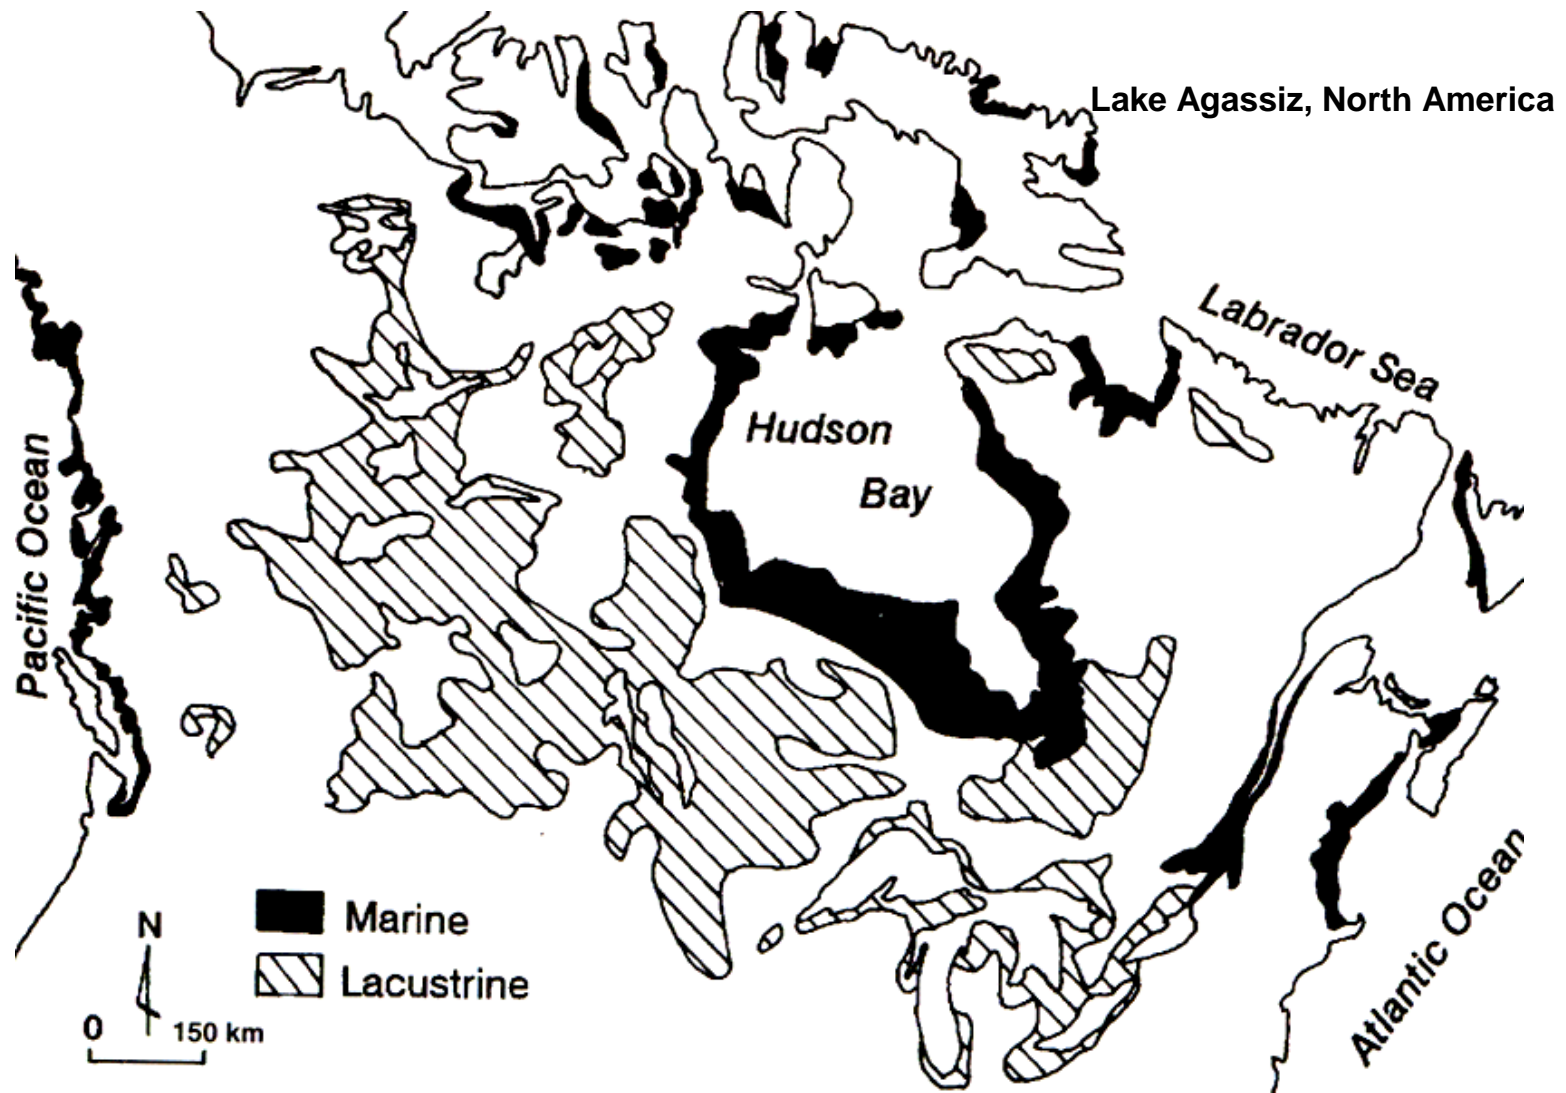 Lake Agassiz, North America
Labrador Sea
Hudson
Bay
Pacific Ocean
Atlantic Ocean
N
Marine
Lacustrine
0 150 km